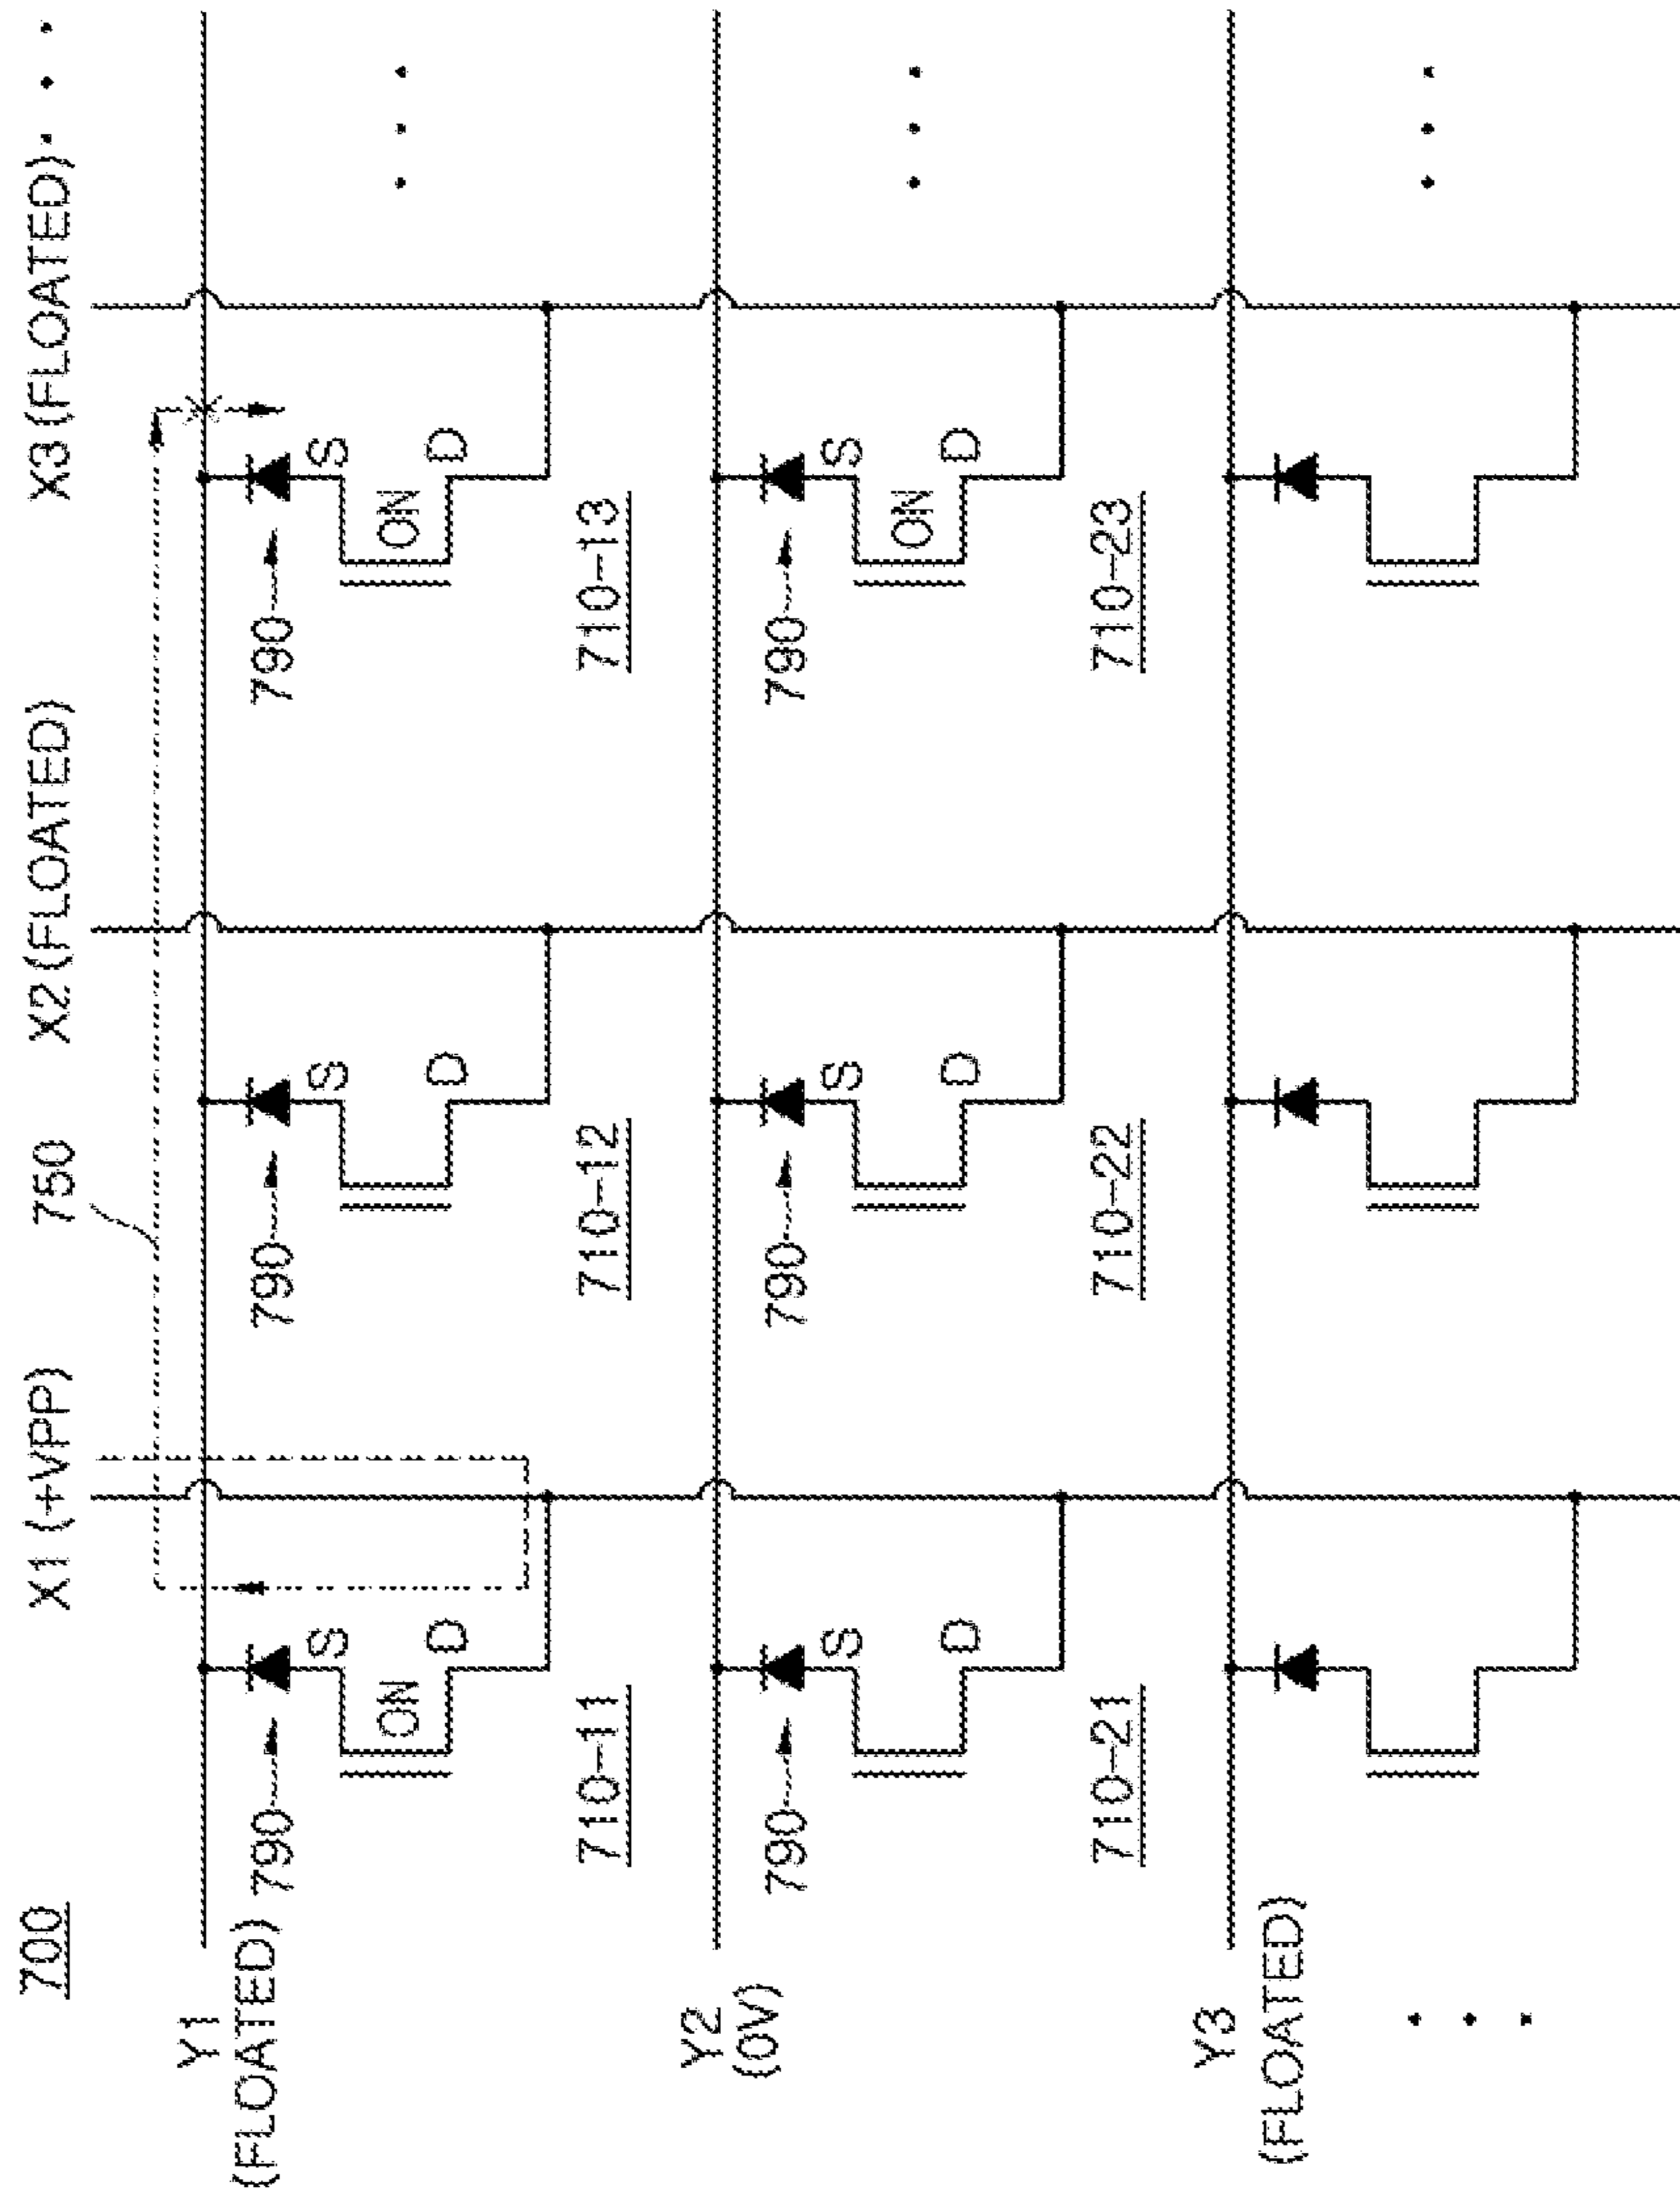 700 X1 (+VPP) 750 X2 (FLOATED) X3 (FLOATED) . . .
Y1
(FLOATED)
790 790 790
S S S
ON ON
D D D
710-11 710-12 710-13
Y2
(0V)
790 790 790
S S S
ON
D D D
710-21 710-22 710-23
Y3
(FLOATED)